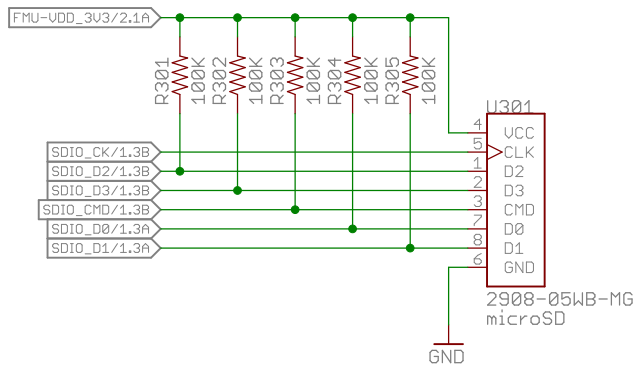 FMU-VDD_3V3/2.1A
R301
100K
R302
100K
R303
100K
R304
100K
R305
100K
U301
SDIO_CK/1.3B
SDIO_D2/1.3B
SDIO_D3/1.3B
SDIO_CMD/1.3B
SDIO_D0/1.3A
SDIO_D1/1.3A
4 VCC
5 CLK
1 D2
2 D3
3 CMD
7 D0
8 D1
6 GND
2908-05WB-MG
microSD
GND